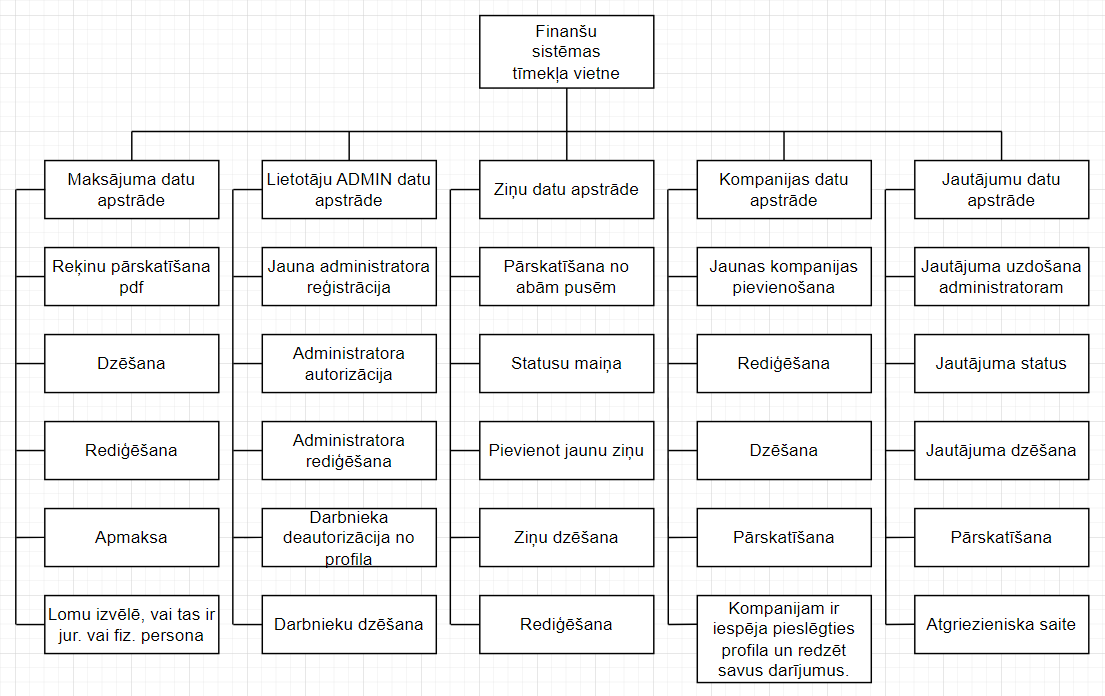 Finanšu
sistēmas
tīmekļa vietne
Maksājuma datu
apstrāde
Reķinu pārskatīšana
pdf
Dzēšana
Rediģēšana
Apmaksa
Lomu izvēlē, vai tas ir
jur. vai fiz. persona
Lietotāju ADMIN datu
apstrāde
Jauna administratora
reģistrācija
Administratora
autorizācija
Administratora
rediģēšana
Darbnieka
deautorizācija no
profila
Darbnieku dzēšana
Ziņu datu apstrāde
Pārskatīšana no
abām pusēm
Statusu maiņa
Pievienot jaunu ziņu
Ziņu dzēšana
Rediģēšana
Kompanijas datu
apstrāde
Jaunas kompanijas
pievienošana
Rediģēšana
Dzēšana
Pārskatīšana
Kompanijam ir
iespēja pieslēgties
profila un redzēt
savus darījumus.
Jautājumu datu
apstrāde
Jautājuma uzdošana
administratoram
Jautājuma status
Jautājuma dzēšana
Pārskatīšana
Atgriezieniska saite